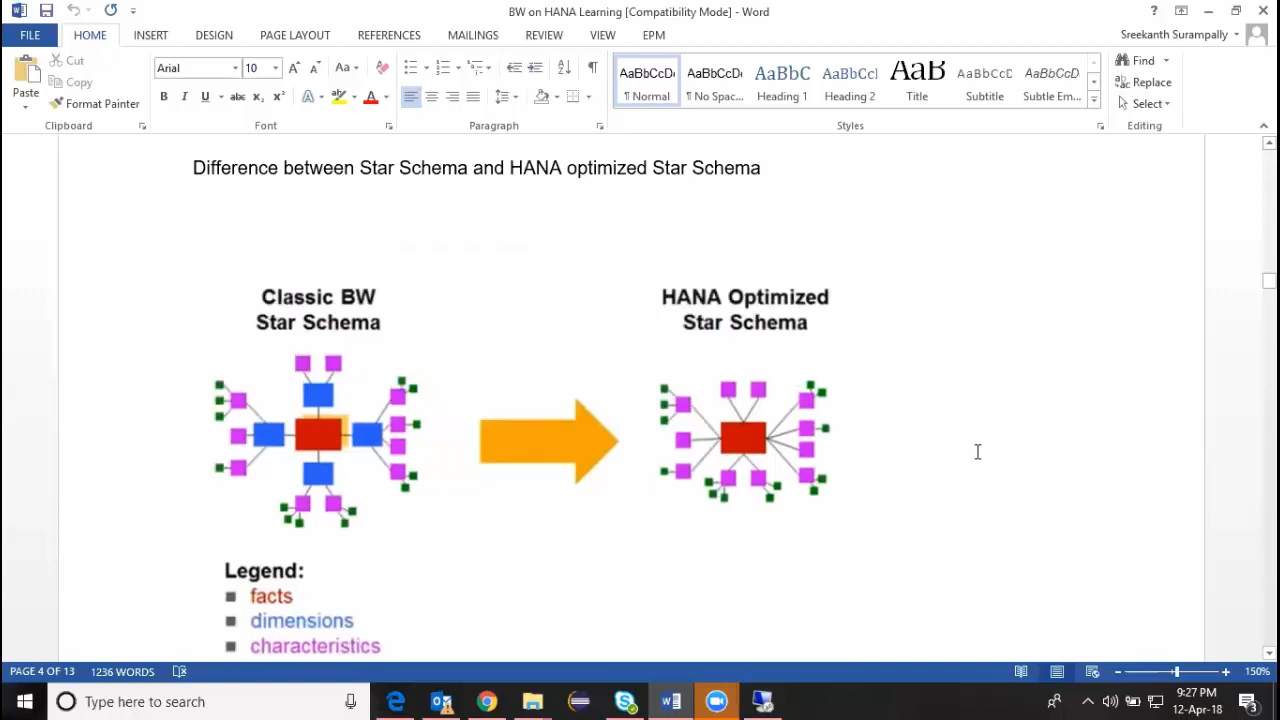 BW on HANA Learning [Compatibility Mode] - Word
FILE HOME INSERT DESIGN PAGE LAYOUT REFERENCES MAILINGS REVIEW VIEW EPM
Sreekanth Surampally
Paste
Cut
Copy
Format Painter
Clipboard
Arial 10
Font
Paragraph
AaBbCcDc AaBbCcDc AaBbC AaBbCcI AaB AaBbCcD AaBbCcDc
¶ Normal ¶ No Spac... Heading 1 Heading 2 Title Subtitle Subtle Em...
Styles
Find
Replace
Select
Editing
Difference between Star Schema and HANA optimized Star Schema
Classic BW
Star Schema
HANA Optimized
Star Schema
Legend:
facts
dimensions
characteristics
PAGE 4 OF 13 1236 WORDS
150%
Type here to search
9:27 PM
12-Apr-18
3